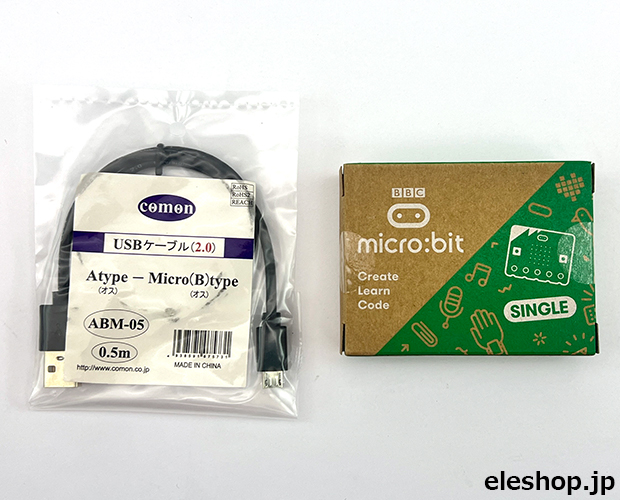 comon
RoHS
RoHS2
REACH
USBケーブル(2.0)
Atype — Micro(B)type
(オス) (オス)
ABM-05
0.5m
http://www.comon.co.jp
MADE IN CHINA
BBC
micro:bit
Create
Learn
Code
SINGLE
eleshop.jp